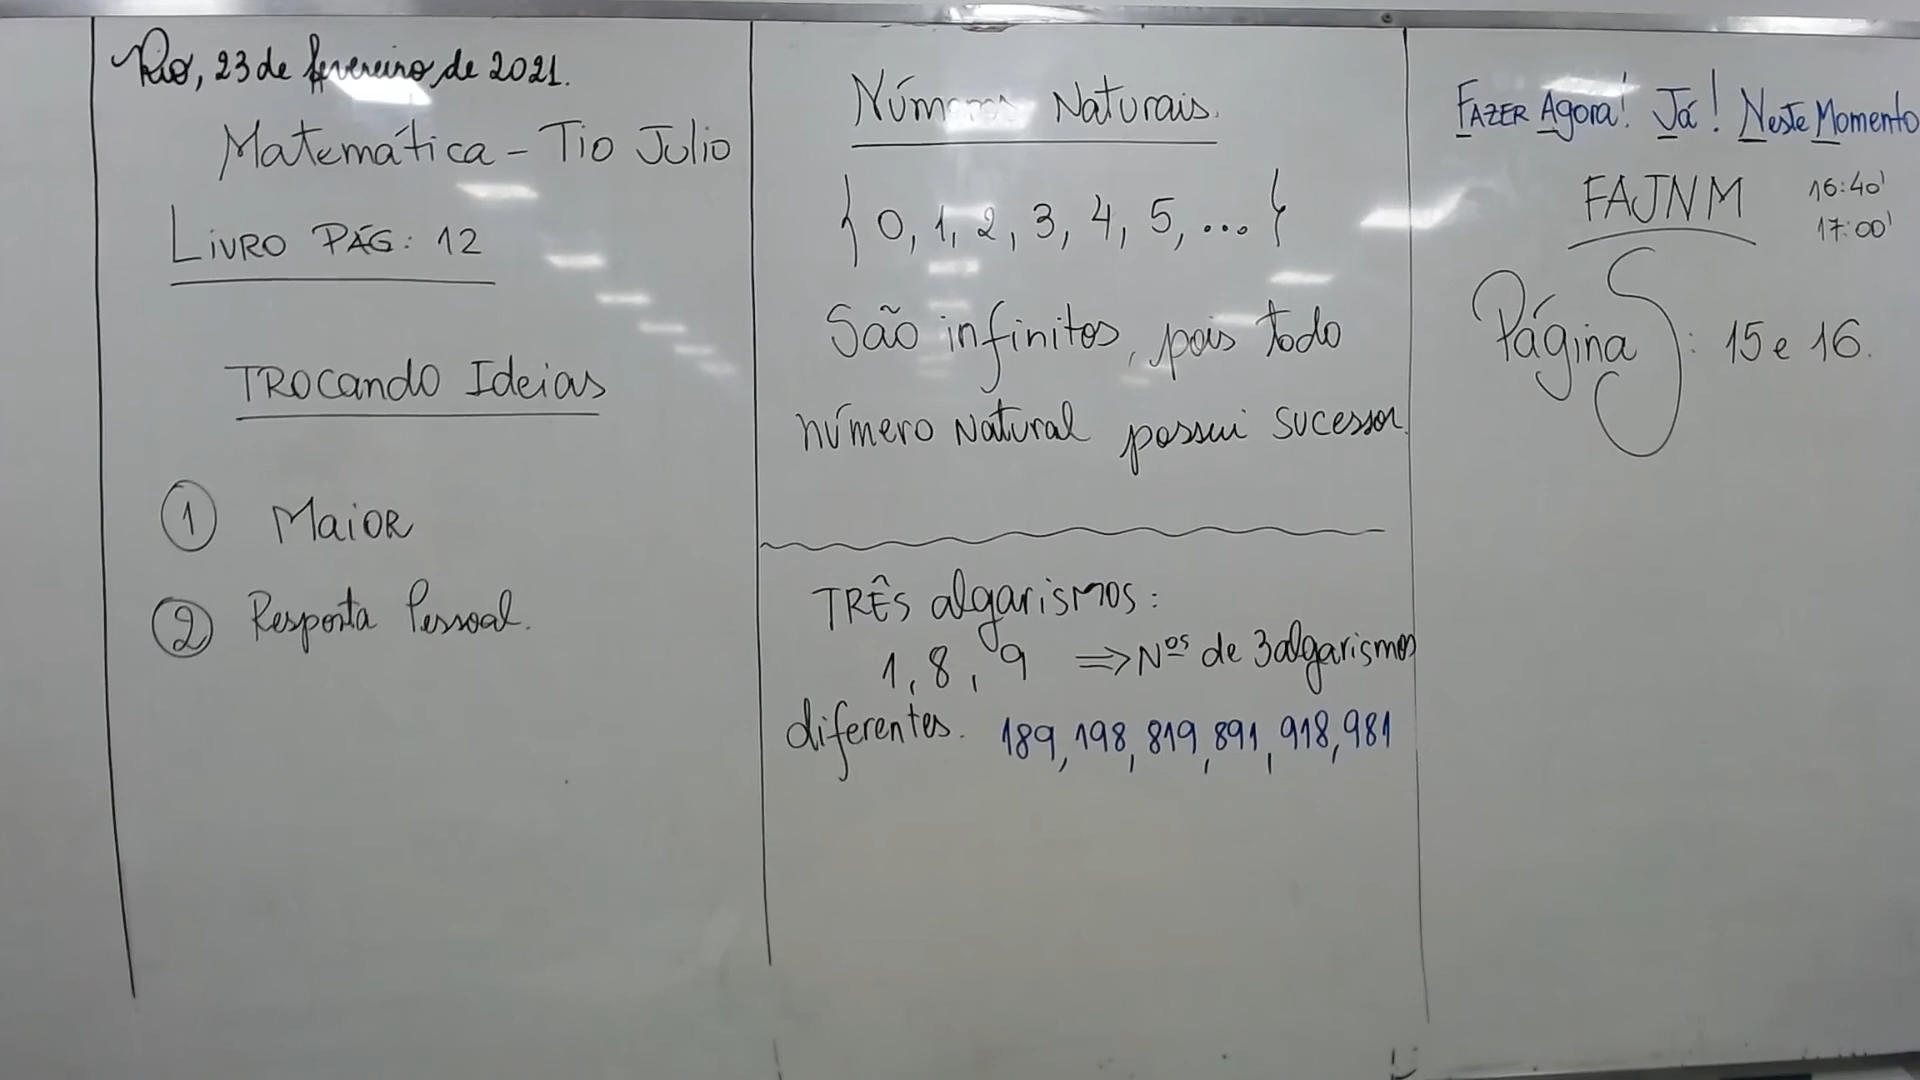 Rio, 23 de fevereiro de 2021.
Matemática - Tio Julio
Livro Pág: 12
Trocando Ideias
1 Maior
2 Resposta Pessoal.
Números Naturais.
{ 0, 1, 2, 3, 4, 5, ... }
São infinitos, pois todo
número Natural possui sucessor.
Três algarismos:
1, 8, 9 ⇒ Nos de 3 algarismos
diferentes. 189, 198, 819, 891, 918, 981
Fazer Agora! Já! Neste Momento
FAJNM 16:40'
17:00'
PáginaS: 15 e 16.